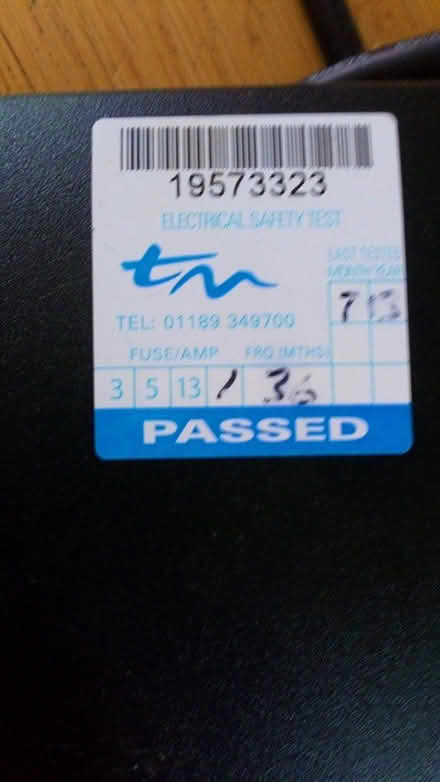 19573323
ELECTRICAL SAFETY TEST
tm
LAST TESTED
MONTH YEAR
7 13
TEL: 01189 349700
FUSE/AMP FRQ (MTHS)
3 5 13 / 36
PASSED